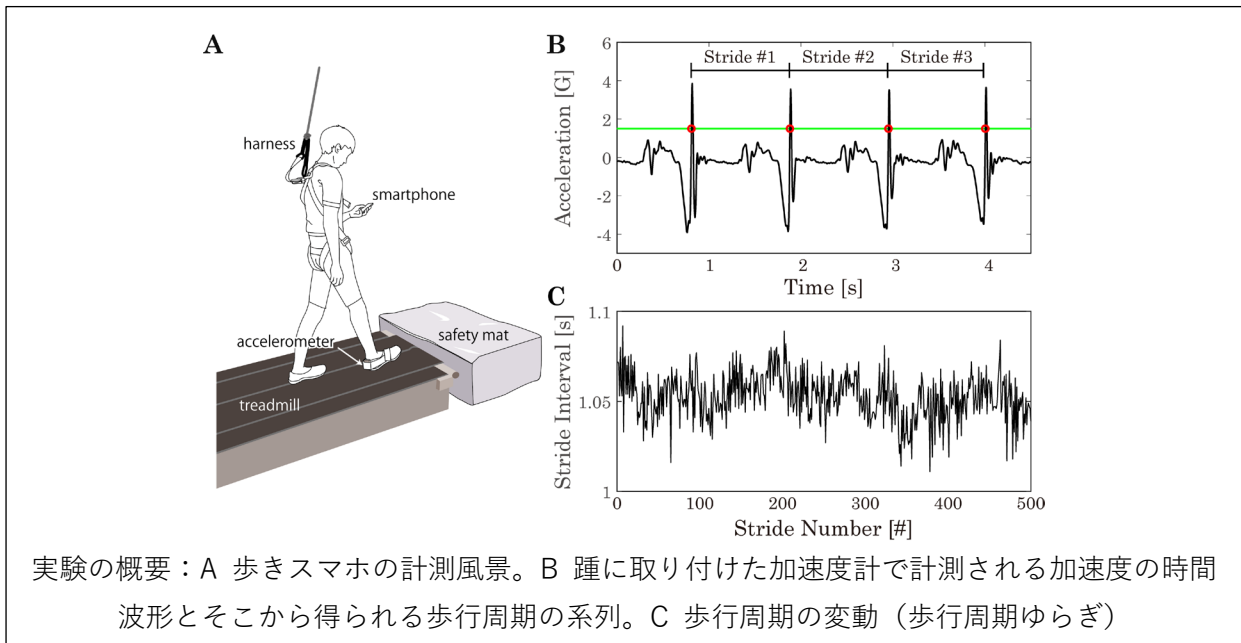 A
harness
smartphone
accelerometer
safety mat
treadmill
B
Stride #1 Stride #2 Stride #3
6
4
2
0
-2
-4
Acceleration [G]
0 1 2 3 4
Time [s]
C
1.1
1.05
1
Stride Interval [s]
0 100 200 300 400 500
Stride Number [#]
実験の概要：A 歩きスマホの計測風景。B 踵に取り付けた加速度計で計測される加速度の時間
波形とそこから得られる歩行周期の系列。C 歩行周期の変動（歩行周期ゆらぎ）